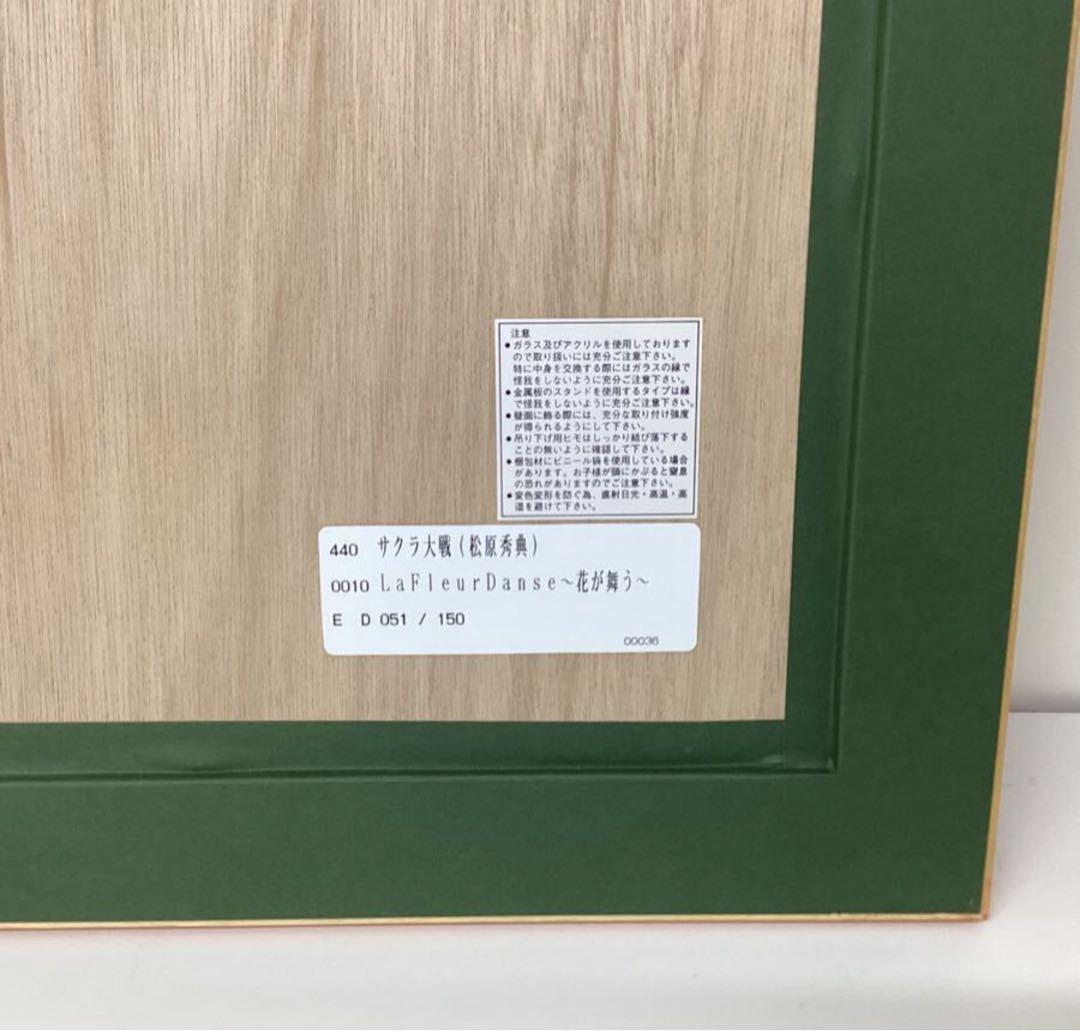 注意
●ガラス及びアクリルを使用しております
ので取り扱いには充分ご注意下さい。
特に中身を交換する際にはガラスの縁で
怪我をしないように充分ご注意下さい。
●金属板のスタンドを使用するタイプは縁
で怪我をしないように充分ご注意下さい。
●壁面に飾る際には、充分な取り付け強度
が得られるようにして下さい。
●吊り下げ用ヒモはしっかり結び落下する
ことの無いように確認して下さい。
●梱包材にビニール袋を使用している場合
があります。お子様が頭にかぶると窒息
の恐れがありますのでご注意下さい。
●変色変形を防ぐ為、直射日光・高温・高
湿を避けて下さい。
440 サクラ大戦(松原秀典)
0010 LaFleurDanse～花が舞う～
E D 051 / 150
00036